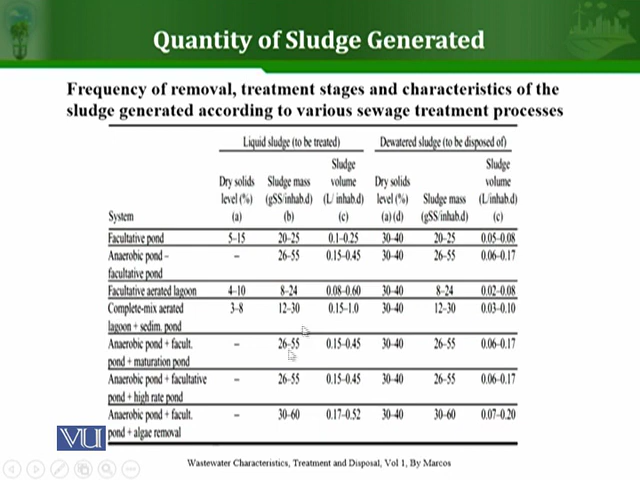 Quantity of Sludge Generated
Frequency of removal, treatment stages and characteristics of the
sludge generated according to various sewage treatment processes
Liquid sludge (to be treated) Dewatered sludge (to be disposed of)
Sludge Sludge
Dry solids Sludge mass volume Dry solids volume
level (%) (gSS/inhab.d) (L/ inhab.d) level (%) Sludge mass (L/inhab.d)
System (a) (b) (c) (a) (d) (gSS/inhab.d) (c)
Facultative pond 5–15 20–25 0.1–0.25 30–40 20–25 0.05–0.08
Anaerobic pond – – 26–55 0.15–0.45 30–40 26–55 0.06–0.17
facultative pond
Facultative aerated lagoon 4–10 8–24 0.08–0.60 30–40 8–24 0.02–0.08
Complete-mix aerated 3–8 12–30 0.15–1.0 30–40 12–30 0.03–0.10
lagoon + sedim. pond
Anaerobic pond + facult. – 26–55 0.15–0.45 30–40 26–55 0.06–0.17
pond + maturation pond
Anaerobic pond + facultative – 26–55 0.15–0.45 30–40 26–55 0.06–0.17
pond + high rate pond
Anaerobic pond + facult. – 30–60 0.17–0.52 30–40 30–60 0.07–0.20
pond + algae removal
VU
Wastewater Characteristics, Treatment and Disposal, Vol 1, By Marcos